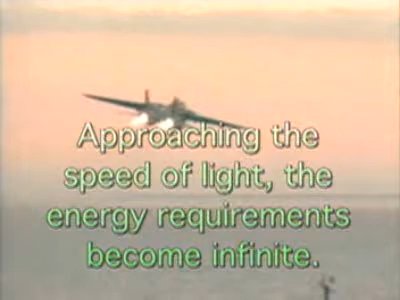 Approaching the
speed of light, the
energy requirements
become infinite.